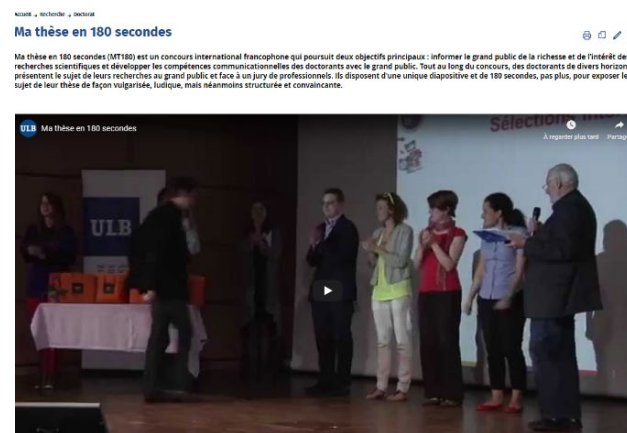 Accueil → Recherche → Doctorat
Ma thèse en 180 secondes
Ma thèse en 180 secondes (MT180) est un concours international francophone qui poursuit deux objectifs principaux : informer le grand public de la richesse et de l'intérêt des
recherches scientifiques et développer les compétences communicationnelles des doctorants avec le grand public. Tout au long du concours, des doctorants de divers horizon
présentent le sujet de leurs recherches au grand public et face à un jury de professionnels. Ils disposent d'une unique diapositive et de 180 secondes, pas plus, pour exposer le
sujet de leur thèse de façon vulgarisée, ludique, mais néanmoins structurée et convaincante.
ULB Ma thèse en 180 secondes
Sélections
À regarder plus tard
Partag
ULB